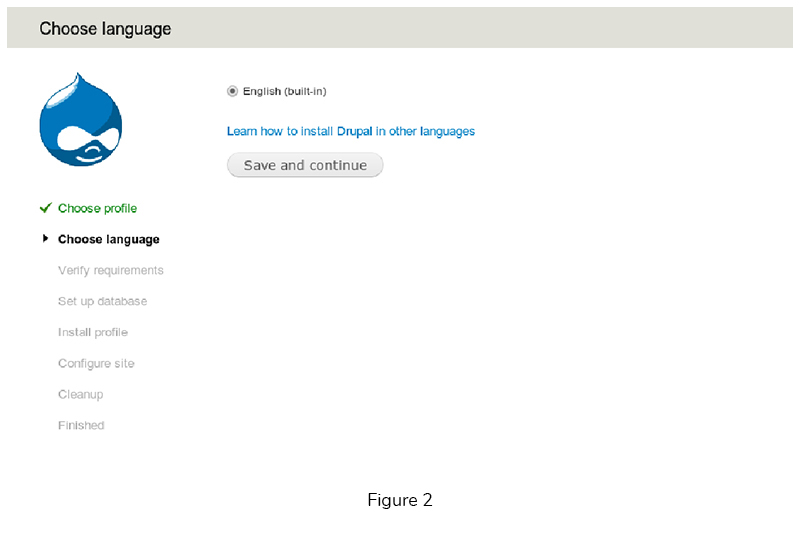 Choose language
English (built-in)
Learn how to install Drupal in other languages
Save and continue
Choose profile
Choose language
Verify requirements
Set up database
Install profile
Configure site
Cleanup
Finished
Figure 2